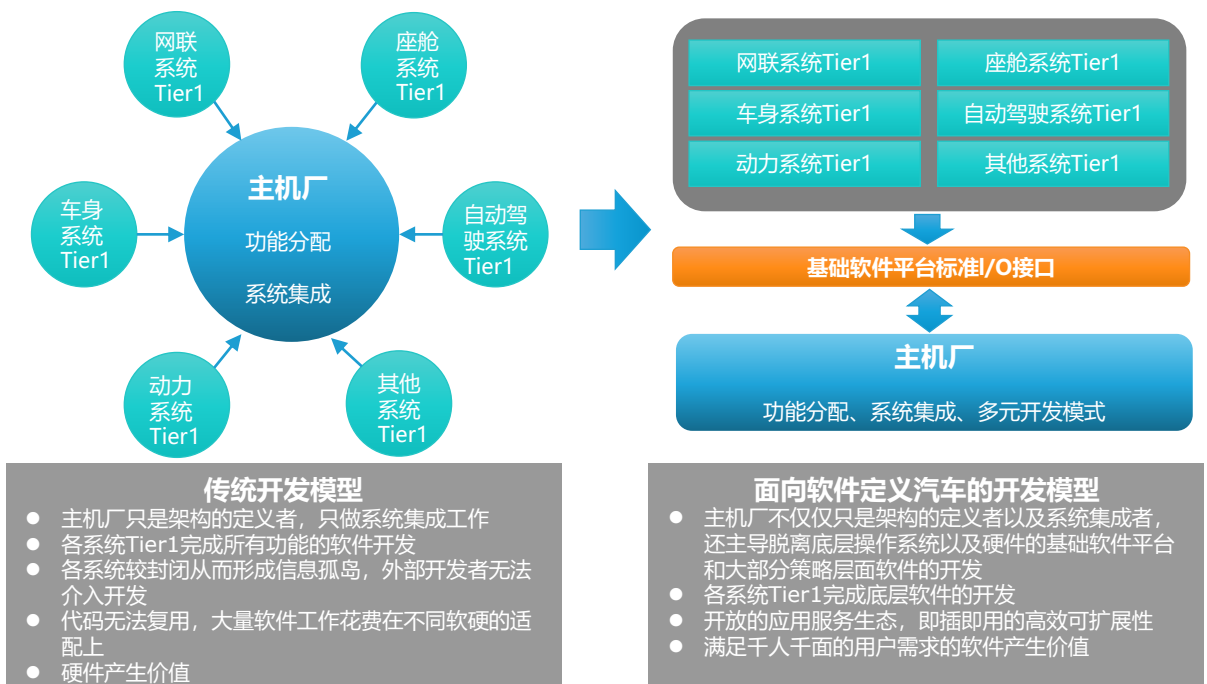 网联
系统
Tier1
座舱
系统
Tier1
车身
系统
Tier1
主机厂
功能分配
系统集成
自动驾
驶系统
Tier1
动力
系统
Tier1
其他
系统
Tier1
网联系统Tier1
座舱系统Tier1
车身系统Tier1
自动驾驶系统Tier1
动力系统Tier1
其他系统Tier1
基础软件平台标准I/O接口
主机厂
功能分配、系统集成、多元开发模式
传统开发模型
● 主机厂只是架构的定义者，只做系统集成工作
● 各系统Tier1完成所有功能的软件开发
● 各系统较封闭从而形成信息孤岛，外部开发者无法
介入开发
● 代码无法复用，大量软件工作花费在不同软硬的适
配上
● 硬件产生价值
面向软件定义汽车的开发模型
● 主机厂不仅仅只是架构的定义者以及系统集成者，
还主导脱离底层操作系统以及硬件的基础软件平台
和大部分策略层面软件的开发
● 各系统Tier1完成底层软件的开发
● 开放的应用服务生态，即插即用的高效可扩展性
● 满足千人千面的用户需求的软件产生价值